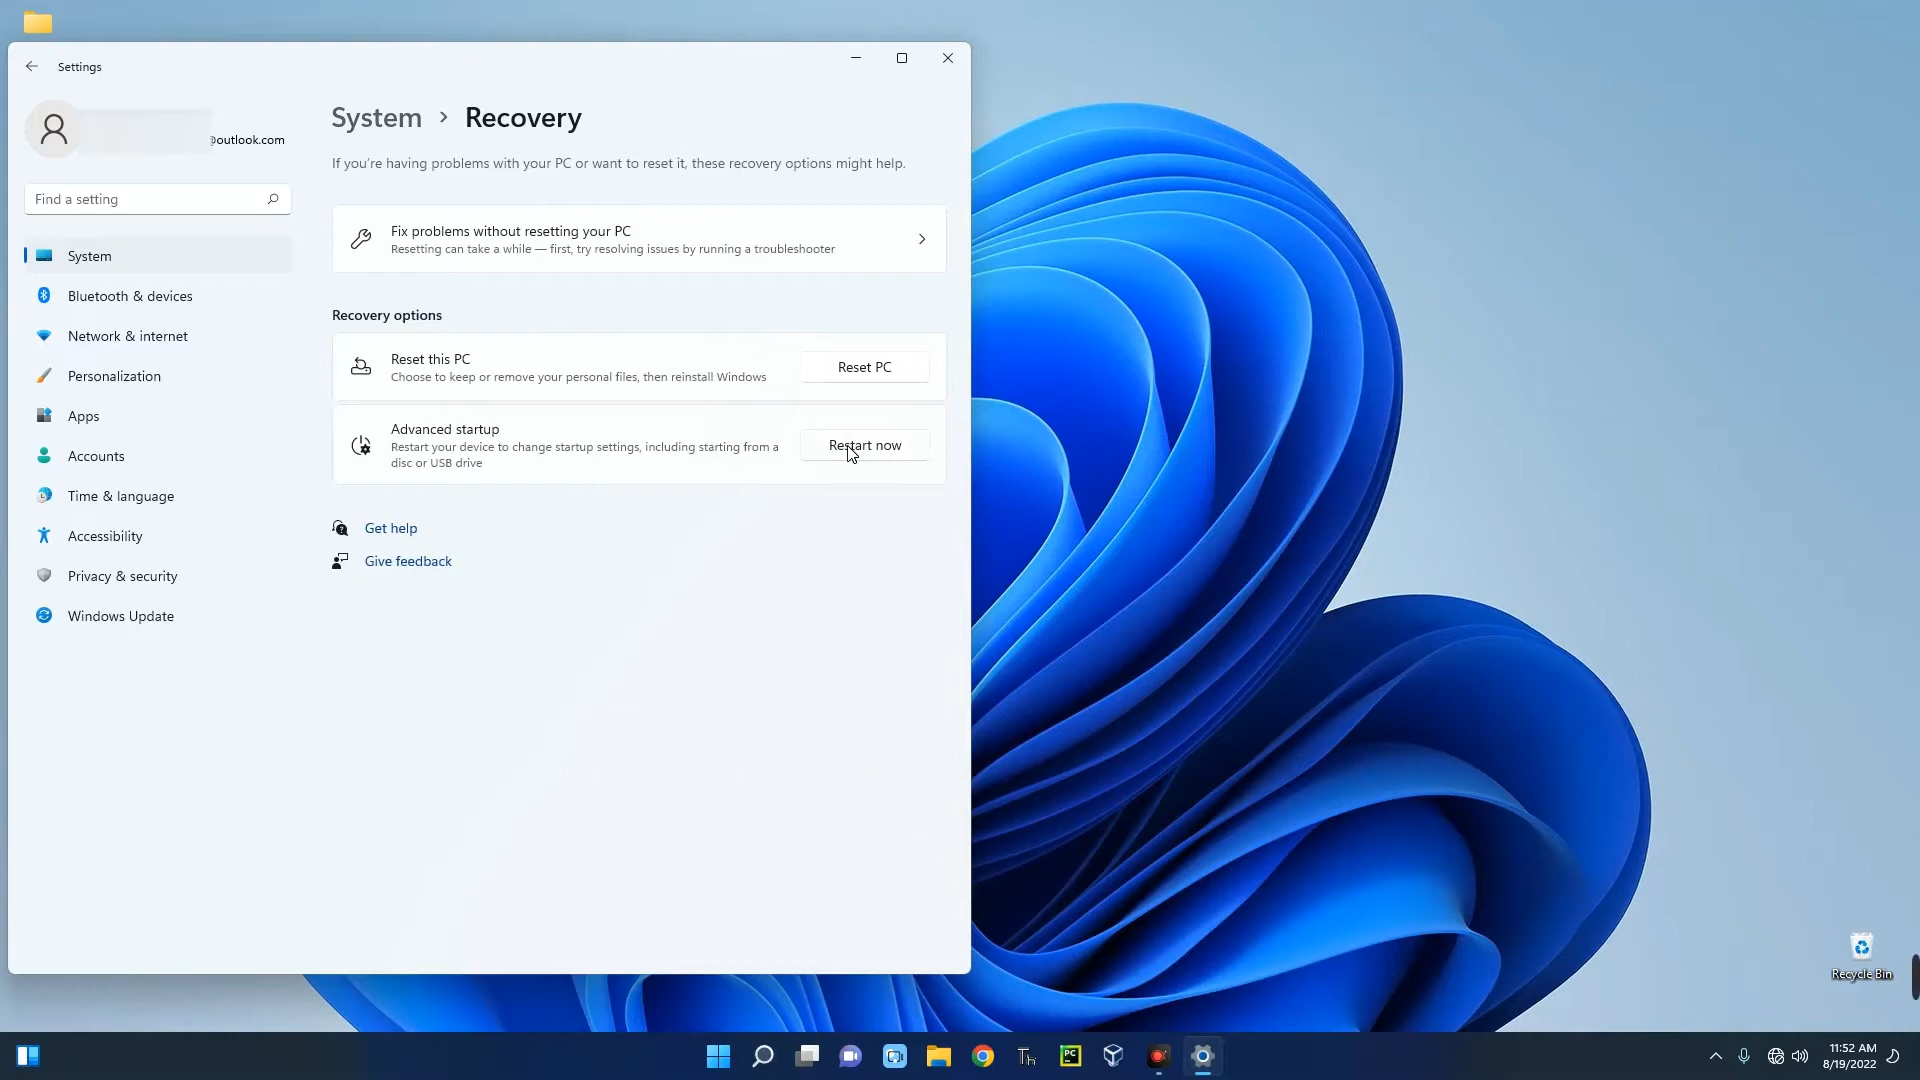 Settings
@outlook.com
Find a setting
System
Bluetooth & devices
Network & internet
Personalization
Apps
Accounts
Time & language
Accessibility
Privacy & security
Windows Update
System > Recovery
If you're having problems with your PC or want to reset it, these recovery options might help.
Fix problems without resetting your PC
Resetting can take a while — first, try resolving issues by running a troubleshooter
Recovery options
Reset this PC
Choose to keep or remove your personal files, then reinstall Windows
Reset PC
Advanced startup
Restart your device to change startup settings, including starting from a
disc or USB drive
Restart now
Get help
Give feedback
Recycle Bin
Th
PC
11:52 AM
8/19/2022